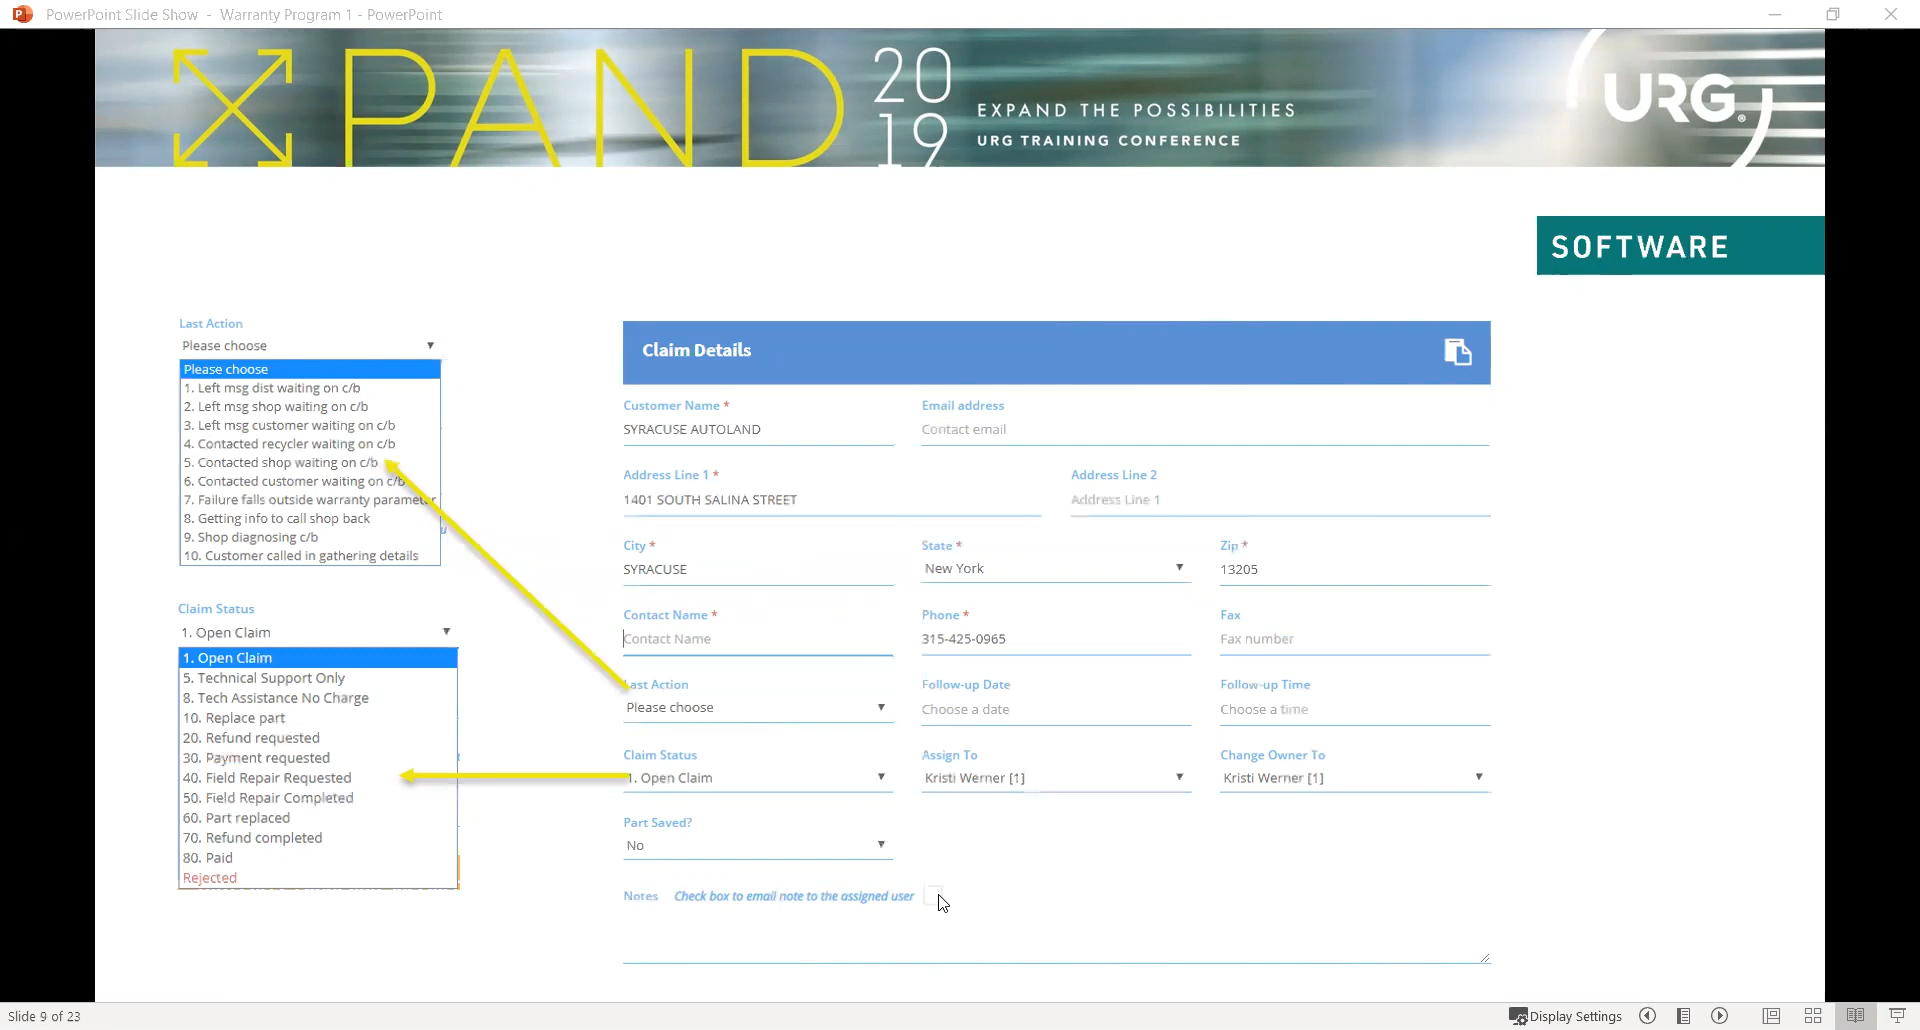 PowerPoint Slide Show - Warranty Program 1 - PowerPoint
XPAND 2019
EXPAND THE POSSIBILITIES
URG TRAINING CONFERENCE
URG®
SOFTWARE
Last Action
Please choose
Please choose
1. Left msg dist waiting on c/b
2. Left msg shop waiting on c/b
3. Left msg customer waiting on c/b
4. Contacted recycler waiting on c/b
5. Contacted shop waiting on c/b
6. Contacted customer waiting on c/b
7. Failure falls outside warranty parameter
8. Getting info to call shop back
9. Shop diagnosing c/b
10. Customer called in gathering details
Claim Status
1. Open Claim
1. Open Claim
5. Technical Support Only
8. Tech Assistance No Charge
10. Replace part
20. Refund requested
30. Payment requested
40. Field Repair Requested
50. Field Repair Completed
60. Part replaced
70. Refund completed
80. Paid
Rejected
Claim Details
Customer Name * Email address
SYRACUSE AUTOLAND Contact email
Address Line 1 * Address Line 2
1401 SOUTH SALINA STREET Address Line 1
City * State * Zip *
SYRACUSE New York 13205
Contact Name * Phone * Fax
Contact Name 315-425-0965 Fax number
Last Action Follow-up Date Follow-up Time
Please choose Choose a date Choose a time
Claim Status Assign To Change Owner To
1. Open Claim Kristi Werner [1] Kristi Werner [1]
Part Saved?
No
Notes Check box to email note to the assigned user
Slide 9 of 23 Display Settings